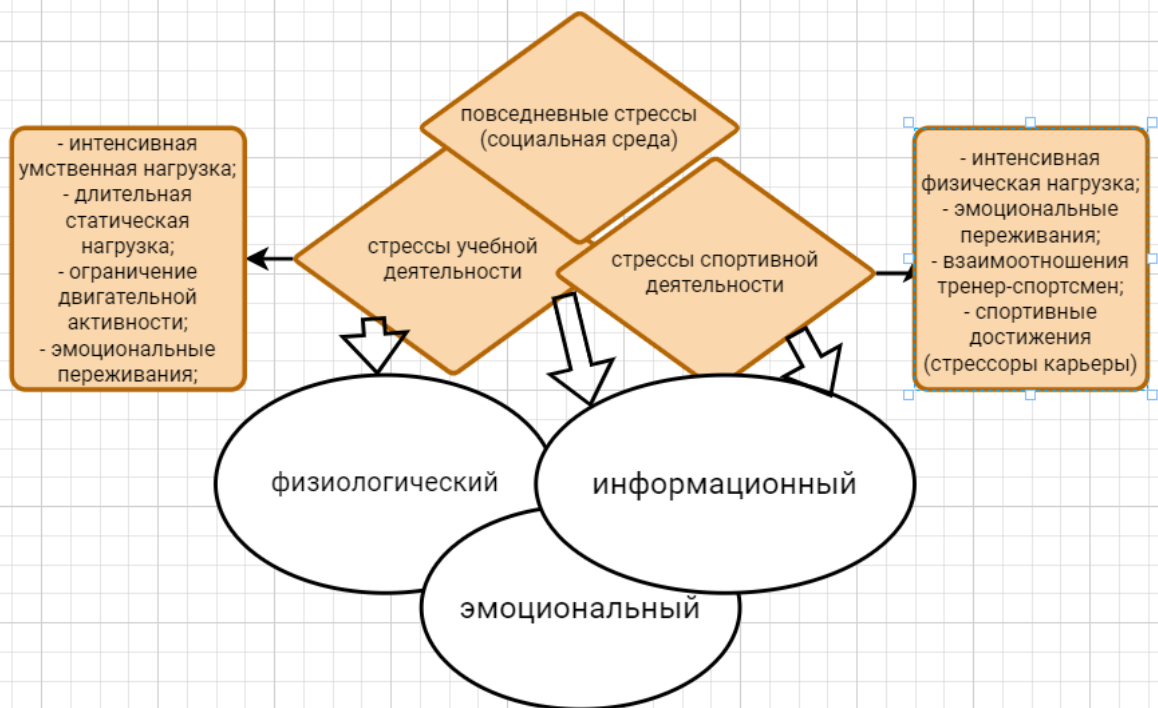 повседневные стрессы
(социальная среда)
- интенсивная
умственная нагрузка;
- длительная
статическая
нагрузка;
- ограничение
двигательной
активности;
- эмоциональные
переживания;
стрессы учебной
деятельности
стрессы спортивной
деятельности
- интенсивная
физическая нагрузка;
- эмоциональные
переживания;
- взаимоотношения
тренер-спортсмен;
- спортивные
достижения
(стрессоры карьеры)
физиологический
информационный
эмоциональный